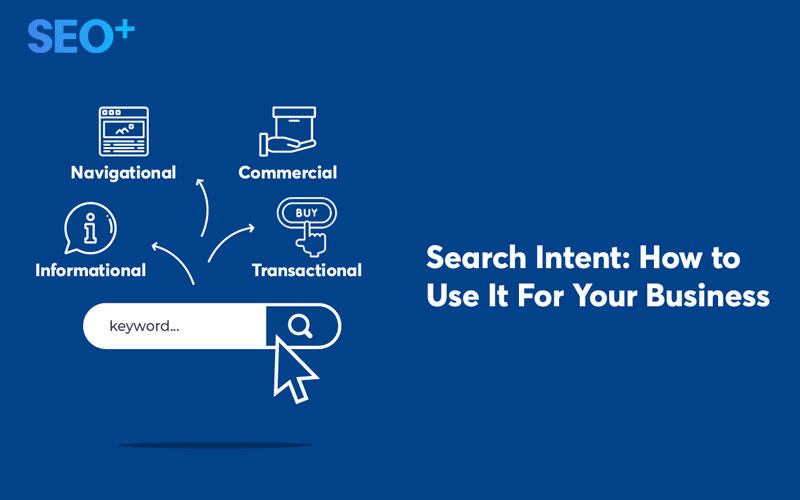 SEO+
Navigational
Commercial
BUY
Informational
Transactional
keyword...
Search Intent: How to
Use It For Your Business